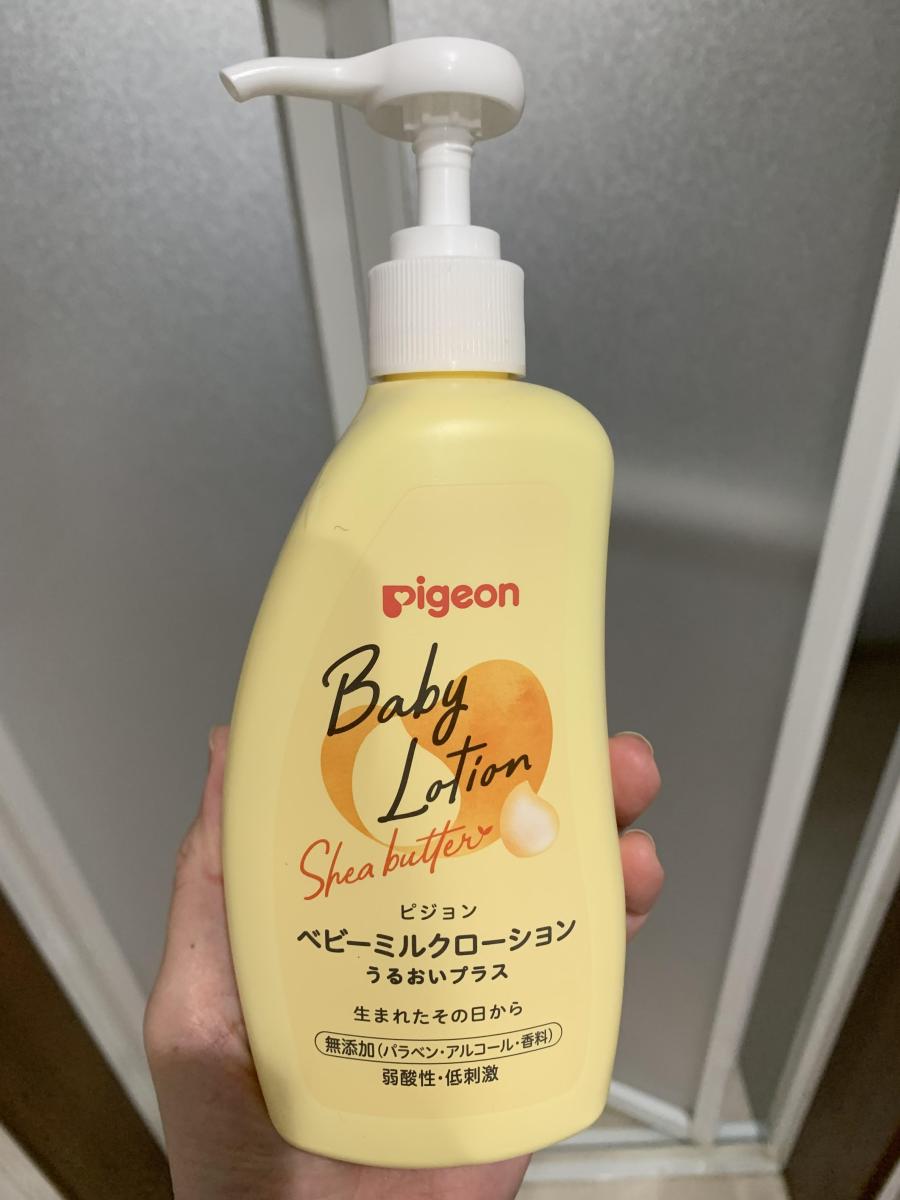 pigeon
Baby
Lotion
Shea butter
ピジョン
ベビーミルクローション
うるおいプラス
生まれたその日から
無添加(パラベン・アルコール・香料)
弱酸性・低刺激